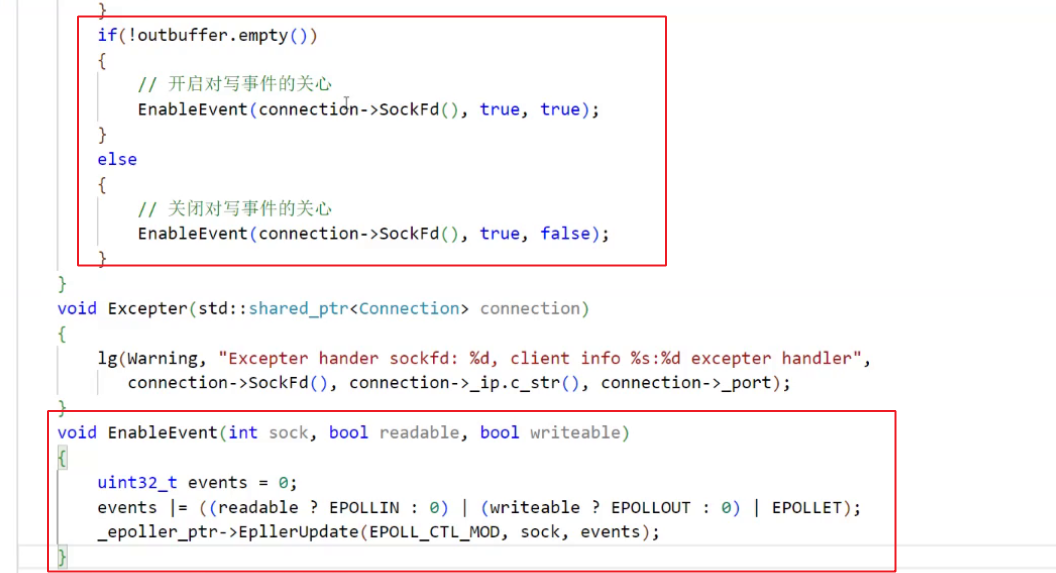 }
if(!outbuffer.empty())
{
// 开启对写事件的关心
EnableEvent(connection->SockFd(), true, true);
}
else
{
// 关闭对写事件的关心
EnableEvent(connection->SockFd(), true, false);
}
}
void Excepter(std::shared_ptr<Connection> connection)
{
lg(Warning, "Excepter hander sockfd: %d, client info %s:%d excepter handler",
connection->SockFd(), connection->_ip.c_str(), connection->_port);
}
void EnableEvent(int sock, bool readable, bool writeable)
{
uint32_t events = 0;
events |= ((readable ? EPOLLIN : 0) | (writeable ? EPOLLOUT : 0) | EPOLLET);
_epoller_ptr->EpllerUpdate(EPOLL_CTL_MOD, sock, events);
}